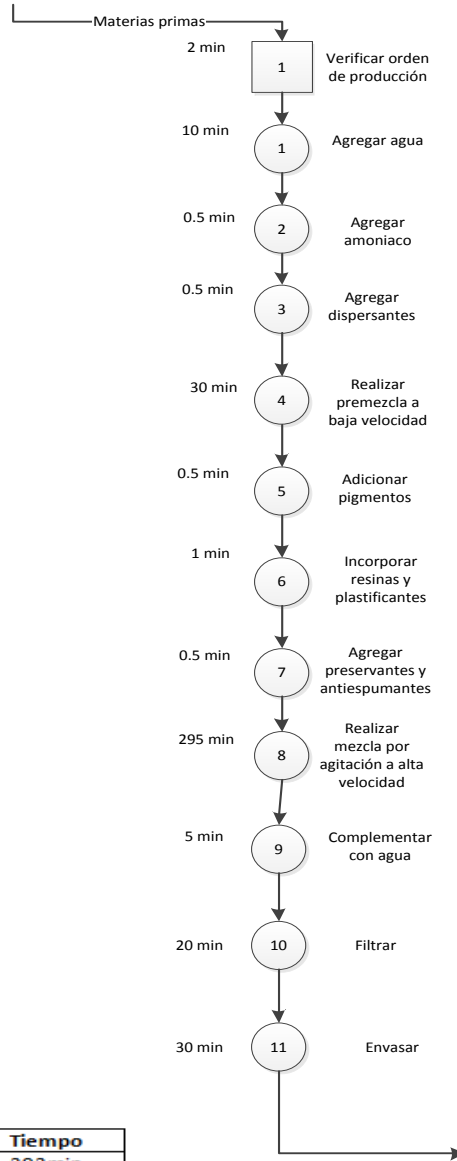 Materias primas
2 min
1
Verificar orden
de producción
10 min
1
Agregar agua
0.5 min
2
Agregar
amoniaco
0.5 min
3
Agregar
dispersantes
30 min
4
Realizar
premezcla a
baja velocidad
0.5 min
5
Adicionar
pigmentos
1 min
6
Incorporar
resinas y
plastificantes
0.5 min
7
Agregar
preservantes y
antiespumantes
295 min
8
Realizar
mezcla por
agitación a alta
velocidad
5 min
9
Complementar
con agua
20 min
10
Filtrar
30 min
11
Envasar
Tiempo